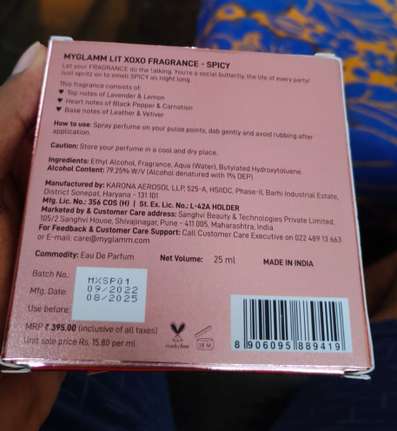 MYGLAMM LIT XOXO FRAGRANCE - SPICY
Let your FRAGRANCE do the talking. You're a social butterfly, the life of every party!
Just spritz on to smell SPICY all night long.
This fragrance consists of:
♥ Top notes of Lavender & Lemon
♥ Heart notes of Black Pepper & Carnation
♥ Base notes of Leather & Vetiver
How to use: Spray perfume on your pulse points, dab gently and avoid rubbing after
application.
Caution: Store your perfume in a cool and dry place.
Ingredients: Ethyl Alcohol, Fragrance, Aqua (Water), Butylated Hydroxytoluene.
Alcohol Content: 79.25% W/V (Alcohol denatured with 1% DEP)
Manufactured by: KARONA AEROSOL LLP, 525-A, HSIIDC, Phase-II, Barhi Industrial Estate,
District Sonepat, Haryana - 131 101
Mfg. Lic. No.: 356 COS (H) | St. Ex. Lic. No.: L-42A HOLDER
Marketed by & Customer Care address: Sanghvi Beauty & Technologies Private Limited,
105/2 Sanghvi House, Shivajinagar, Pune - 411 005, Maharashtra, India.
For Feedback & Customer Care Support: Call Customer Care Executive on 022 489 13 663
or E-mail: care@myglamm.com
Commodity: Eau De Parfum Net Volume: 25 ml MADE IN INDIA
Batch No. MXSP01
Mfg. Date: 09/2022
Use before: 08/2025
MRP ₹ 395.00 (inclusive of all taxes)
Unit sale price Rs. 15.80 per ml
8 906095 889419